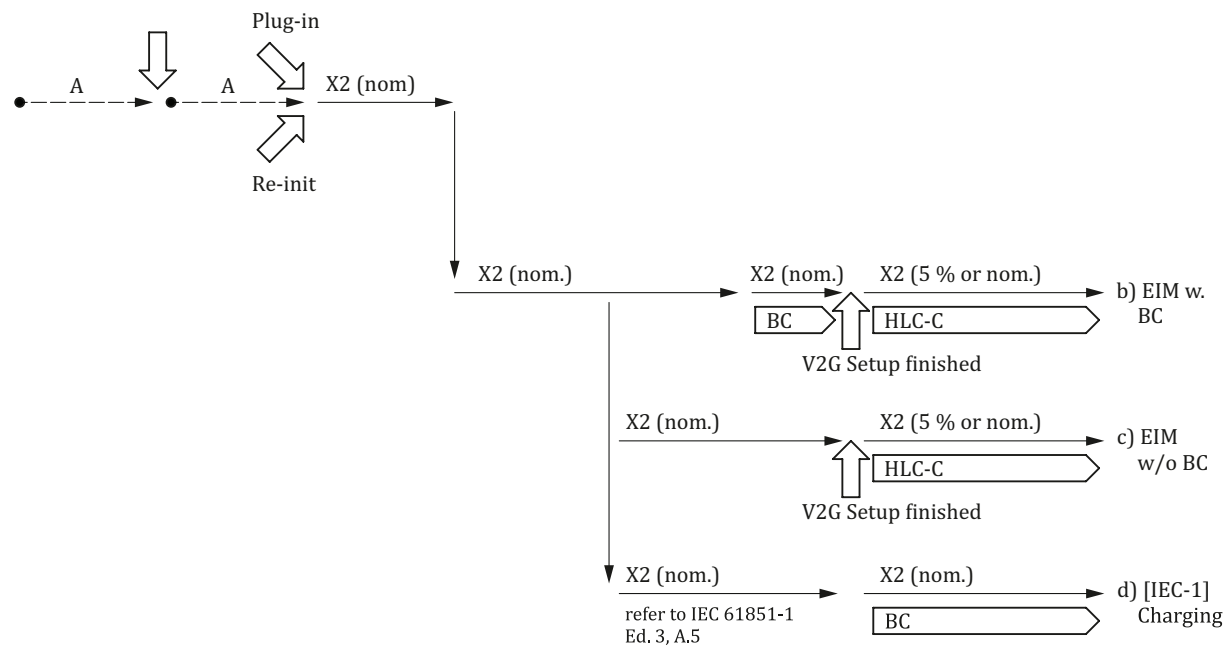 Plug-in
A
A
X2 (nom)
Re-init
X2 (nom.)
X2 (nom.)
X2 (5 % or nom.)
b) EIM w.
BC
BC
HLC-C
V2G Setup finished
X2 (nom.)
X2 (5 % or nom.)
c) EIM
w/o BC
HLC-C
V2G Setup finished
X2 (nom.)
X2 (nom.)
d) [IEC-1]
Charging
refer to IEC 61851-1
Ed. 3, A.5
BC